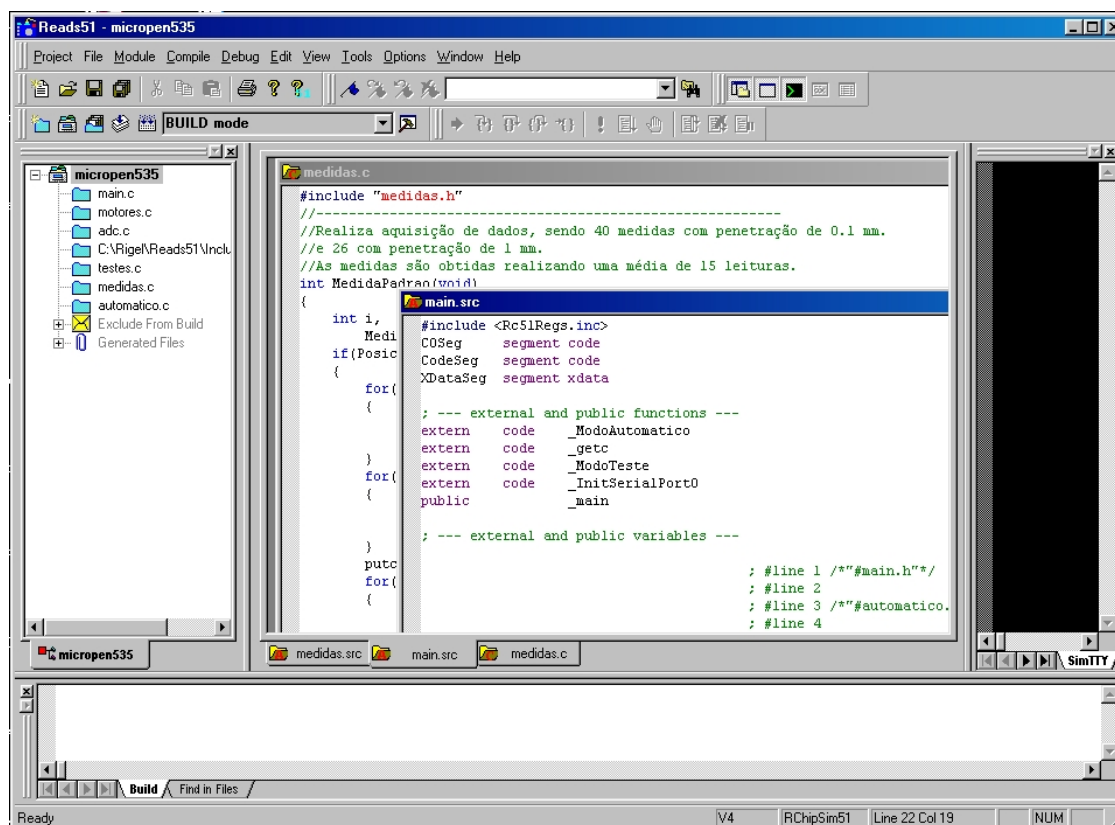 Reads51 - micropen535
Project File Module Compile Debug Edit View Tools Options Window Help
BUILD mode
micropen535
main.c
motores.c
adc.c
C:\Rigel\Reads51\Inclu
testes.c
medidas.c
automatico.c
Exclude From Build
Generated Files
micropen535
medidas.c
#include "medidas.h"
//---------------------------------------------------------
//Realiza aquisição de dados, sendo 40 medidas com penetração de 0.1 mm.
//e 26 com penetração de 1 mm.
//As medidas são obtidas realizando uma média de 15 leituras.
int MedidaPadrao(void)
{
int i,
Medi
if(Posic
{
for(
{
}
for(
{
}
putc
for(
{
main.src
#include <Rc51Regs.inc>
C0Seg segment code
CodeSeg segment code
XDataSeg segment xdata
; --- external and public functions ---
extern code _ModoAutomatico
extern code _getc
extern code _ModoTeste
extern code _InitSerialPort0
public _main
; --- external and public variables ---
; #line 1 /*"#main.h"*/
; #line 2
; #line 3 /*"#automatico.
; #line 4
medidas.src main.src medidas.c
SimTTY
Build Find in Files
Ready V4 RChipSim51 Line 22 Col 19 NUM